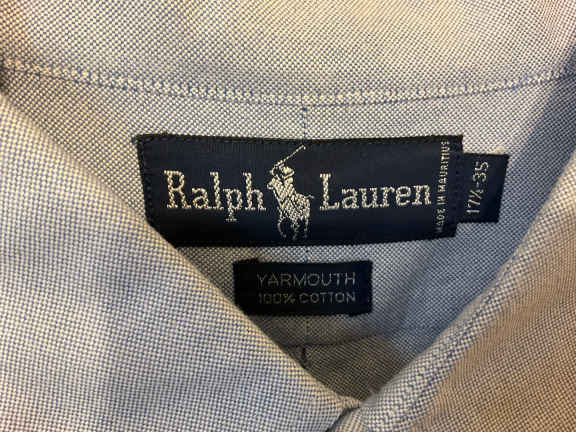 Ralph Lauren
MADE IN MAURITIUS
17½-35
YARMOUTH
100% COTTON